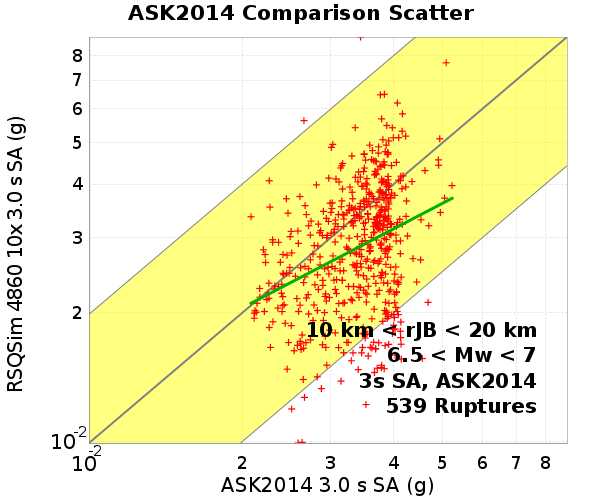 ASK2014 Comparison Scatter
RSQSim 4860 10x 3.0 s SA (g)
8
7
6
5
4
3
2
10-2
10 km < rJB < 20 km
6.5 < Mw < 7
3s SA, ASK2014
539 Ruptures
10-2 2 3 4 5 6 7 8
ASK2014 3.0 s SA (g)